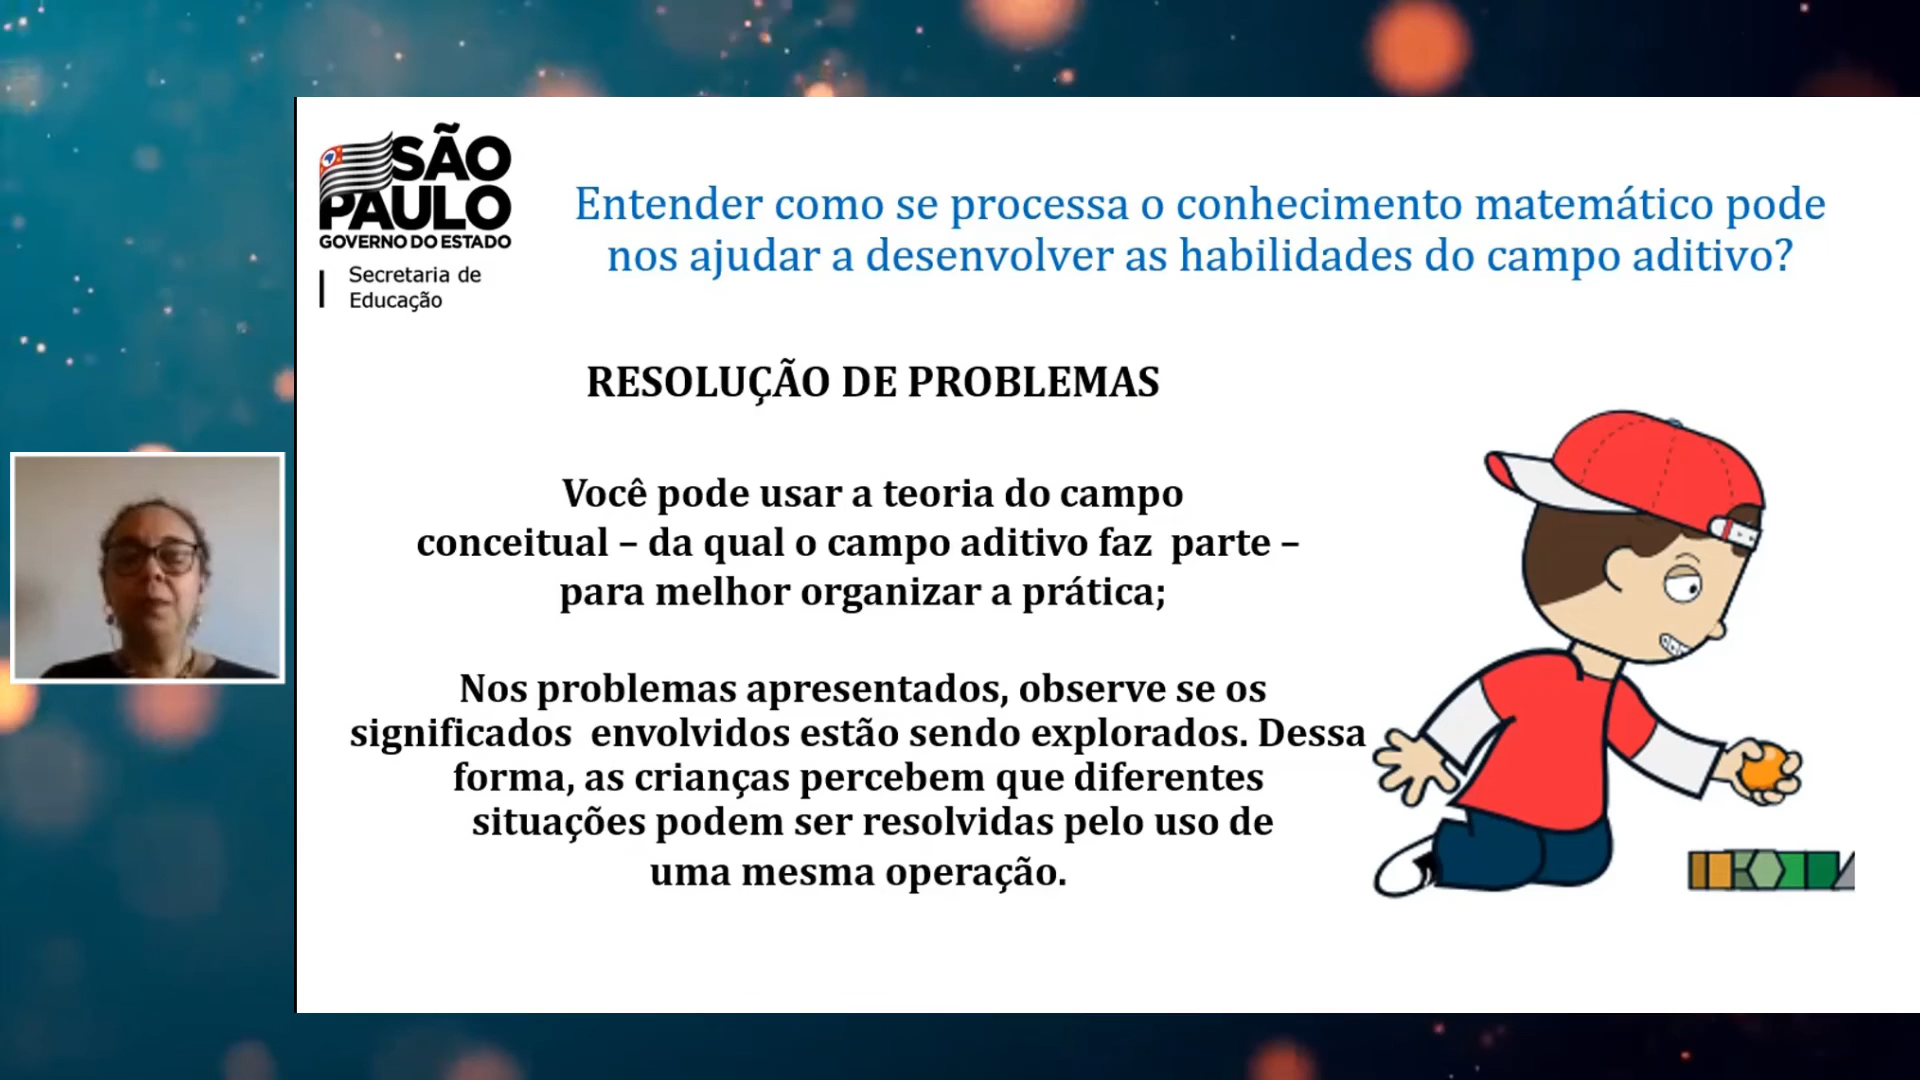 SÃO
PAULO
GOVERNO DO ESTADO
Secretaria de
Educação
Entender como se processa o conhecimento matemático pode
nos ajudar a desenvolver as habilidades do campo aditivo?
RESOLUÇÃO DE PROBLEMAS
Você pode usar a teoria do campo
conceitual – da qual o campo aditivo faz parte –
para melhor organizar a prática;
Nos problemas apresentados, observe se os
significados envolvidos estão sendo explorados. Dessa
forma, as crianças percebem que diferentes
situações podem ser resolvidas pelo uso de
uma mesma operação.